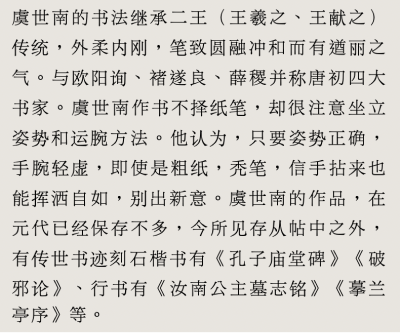 虞世南的书法继承二王（王羲之、王献之）
传统，外柔内刚，笔致圆融冲和而有遒丽之
气。与欧阳询、褚遂良、薛稷并称唐初四大
书家。虞世南作书不择纸笔，却很注意坐立
姿势和运腕方法。他认为，只要姿势正确，
手腕轻虚，即使是粗纸，秃笔，信手拈来也
能挥洒自如，别出新意。虞世南的作品，在
元代已经保存不多，今所见存从帖中之外，
有传世书迹刻石楷书有《孔子庙堂碑》《破
邪论》、行书有《汝南公主墓志铭》《摹兰
亭序》等。